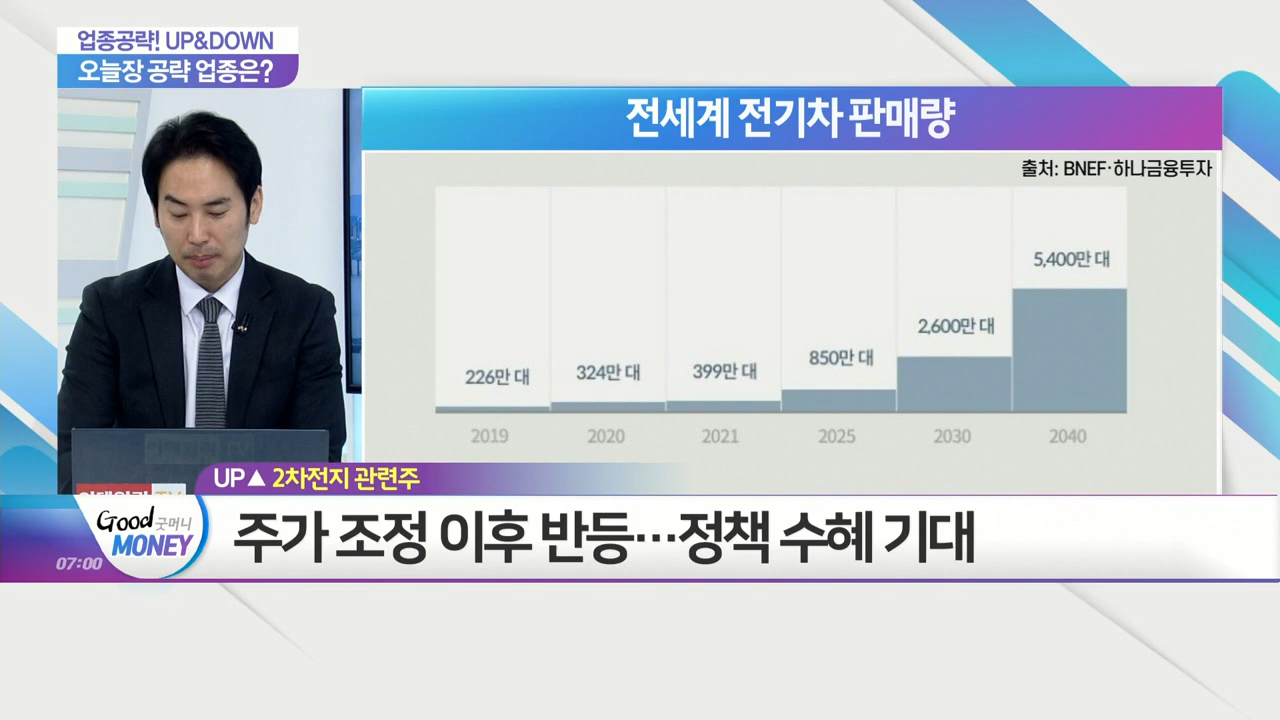 업종공략! UP&DOWN
오늘장 공략 업종은?
전세계 전기차 판매량
출처: BNEF·하나금융투자
226만 대
324만 대
399만 대
850만 대
2,600만 대
5,400만 대
2019
2020
2021
2025
2030
2040
UP▲ 2차전지 관련주
Good 굿머니
MONEY
07:00
주가 조정 이후 반등…정책 수혜 기대